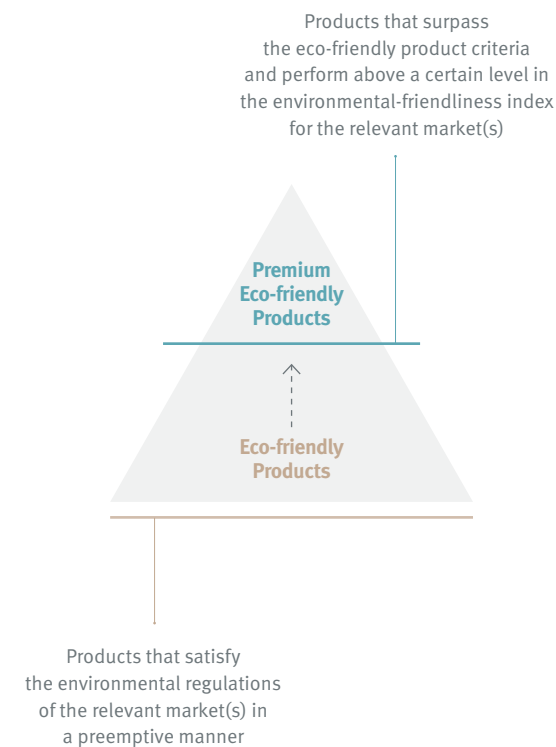 Products that surpass
the eco-friendly product criteria
and perform above a certain level in
the environmental-friendliness index
for the relevant market(s)
Premium
Eco-friendly
Products
Eco-friendly
Products
Products that satisfy
the environmental regulations
of the relevant market(s) in
a preemptive manner